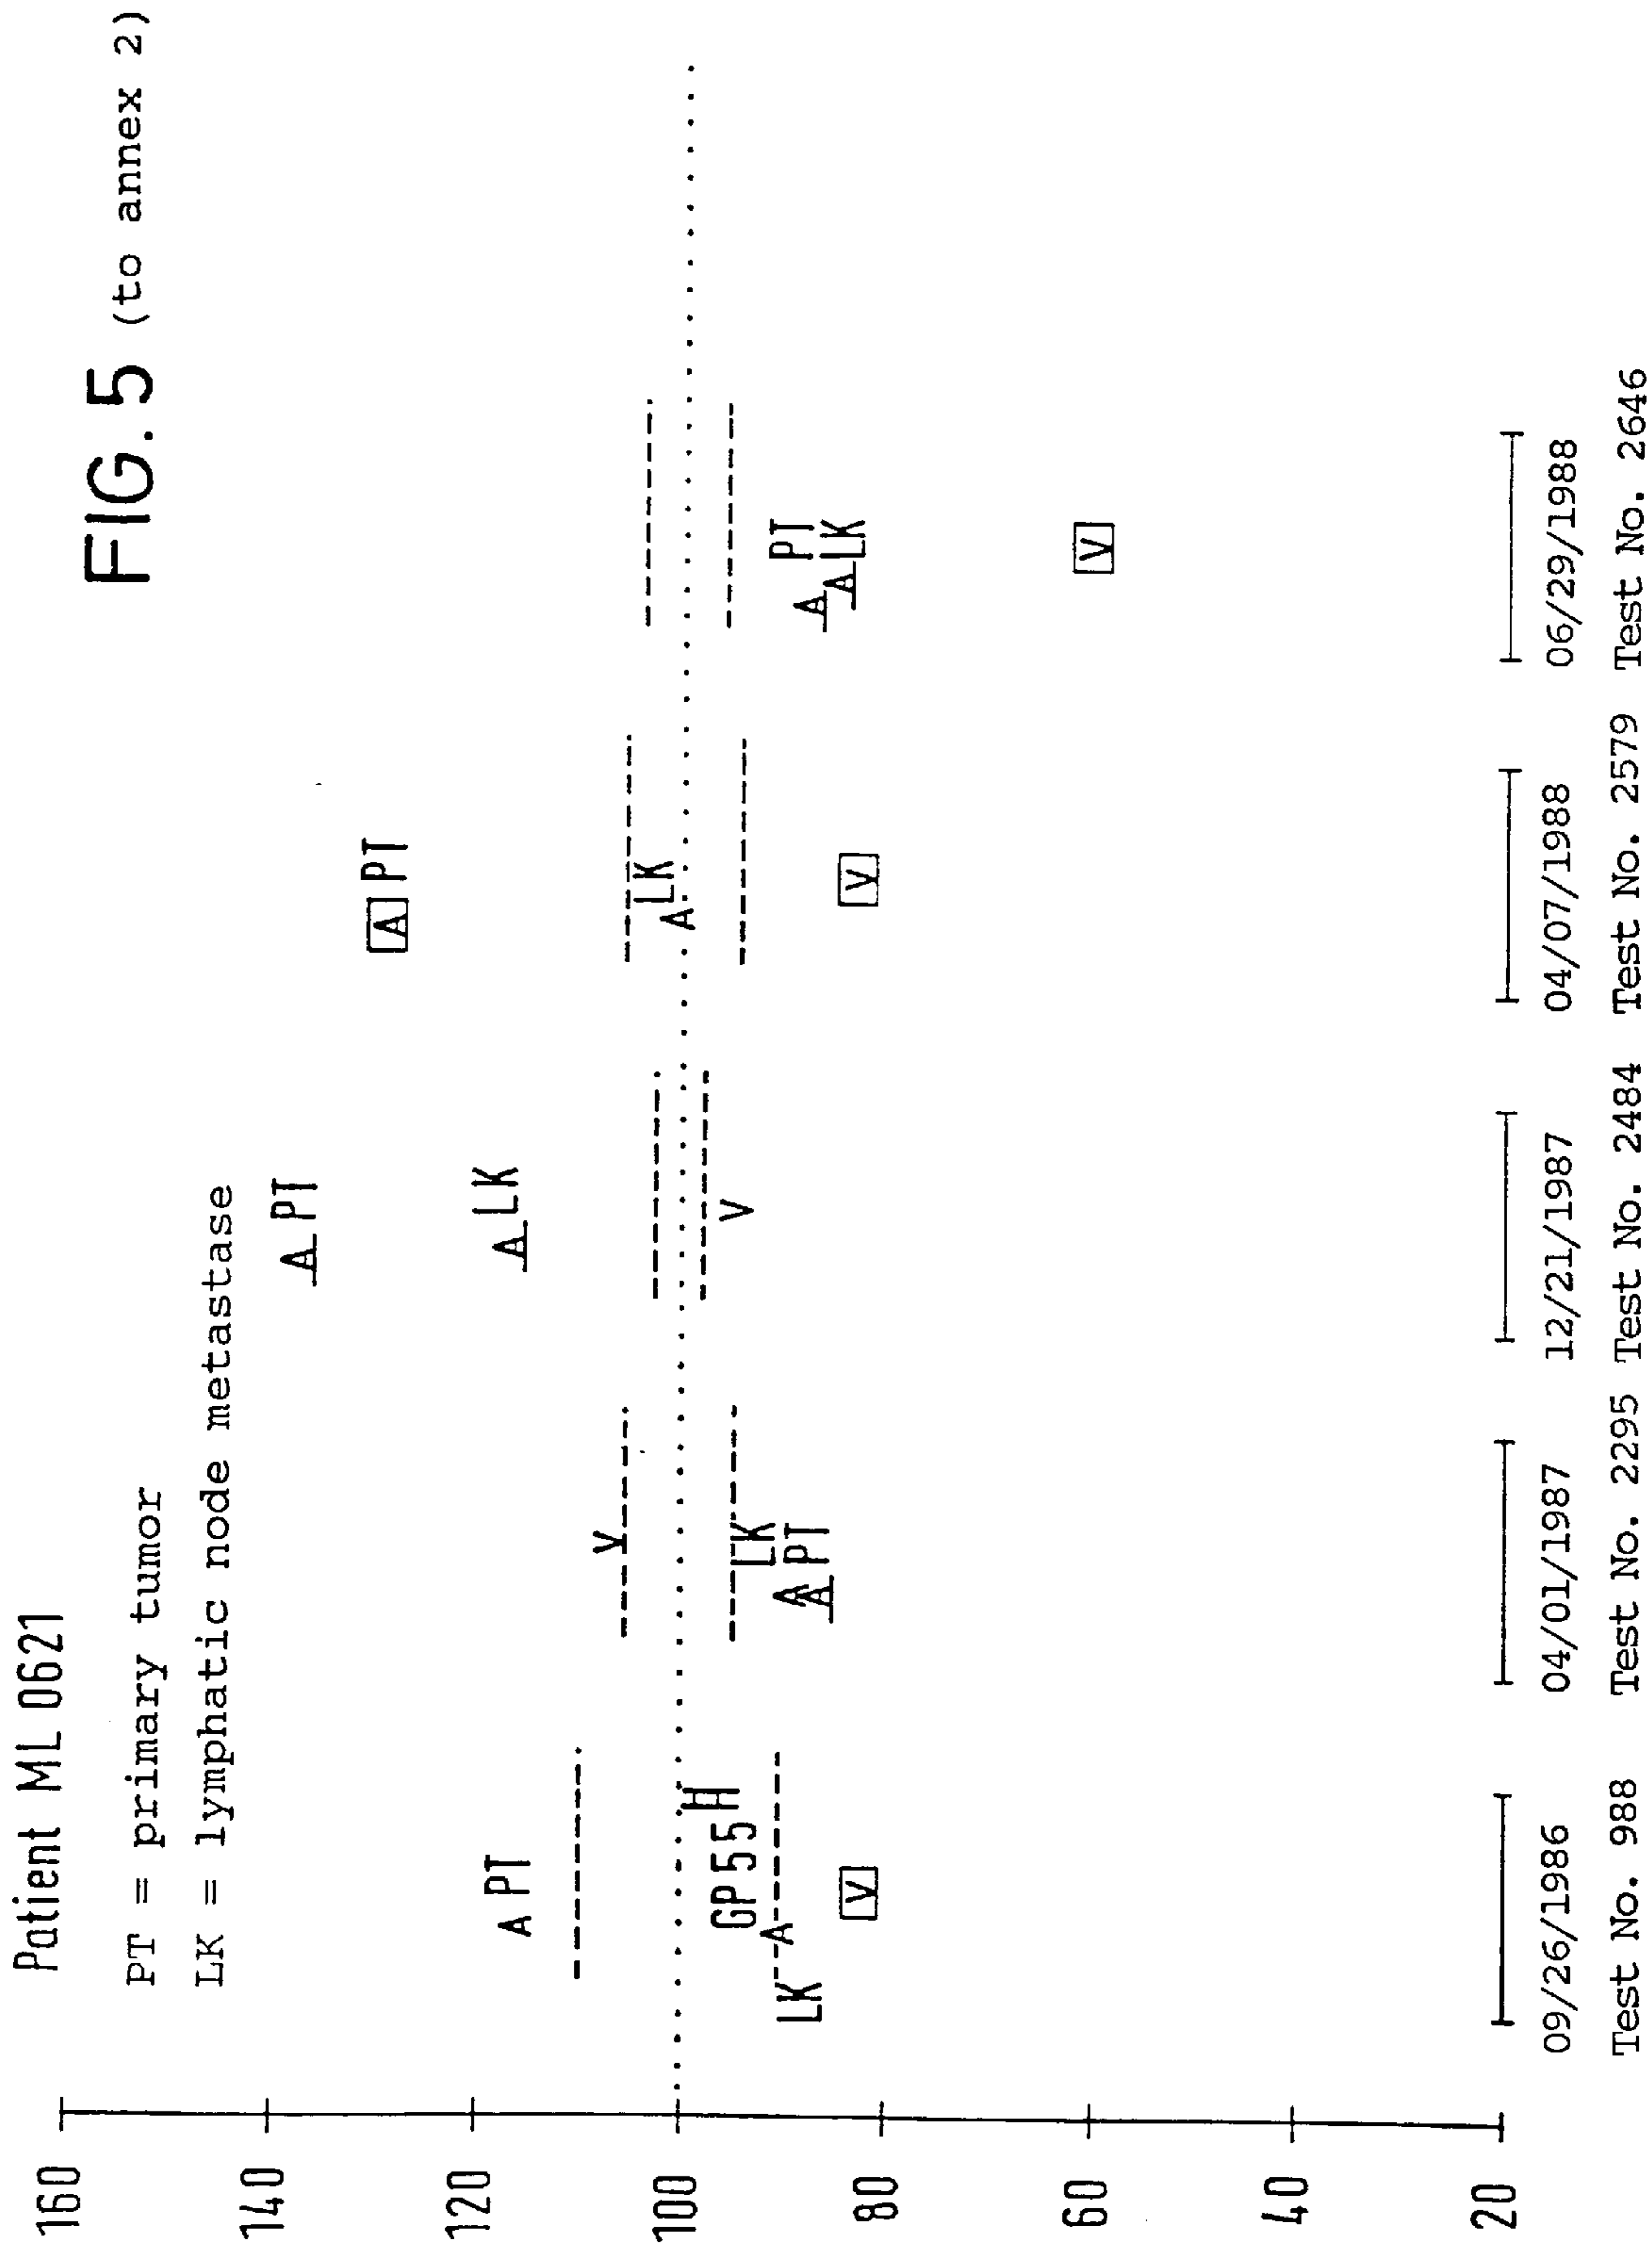 FIG. 5 (to annex 2)
Patient ML 0621
PT = primary tumor
LK = lymphatic node metastase
160
140
120
100
80
60
40
20
A PT
GP55 H
A
LK
V
V
LK
A
A PT
A PT
A LK
V
A PT
LK
A
V
PT
A
A LK
V
09/26/1986
04/01/1987
12/21/1987
04/07/1988
06/29/1988
Test No. 988
Test No. 2295
Test No. 2484
Test No. 2579
Test No. 2646